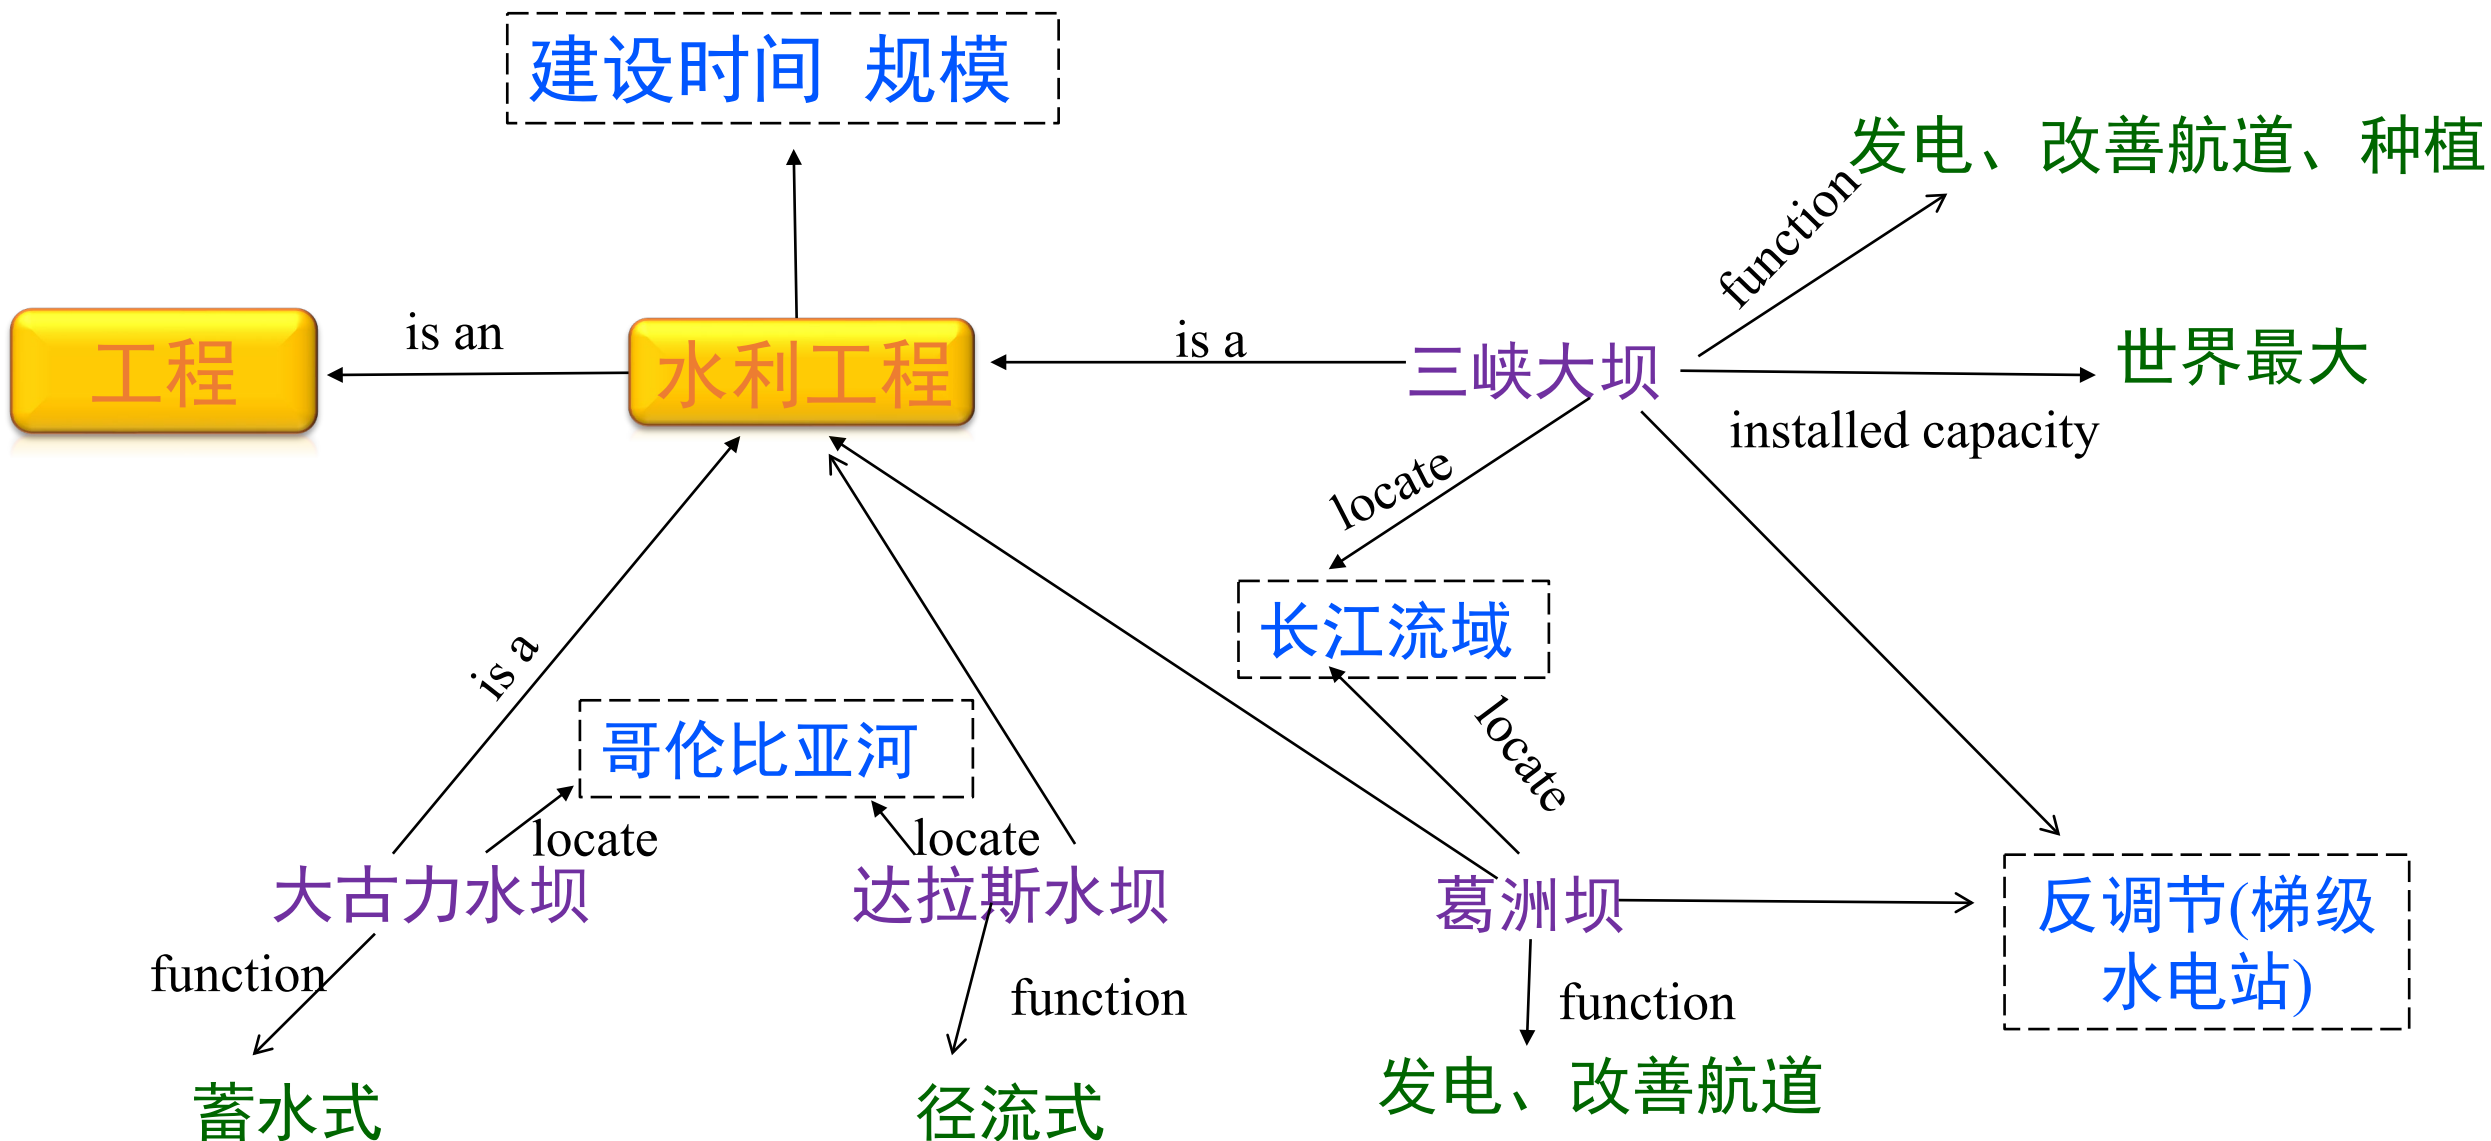 建设时间 规模
发电、改善航道、种植
function
工程
is an
水利工程
is a
三峡大坝
世界最大
installed capacity
locate
长江流域
is a
哥伦比亚河
locate
locate
locate
大古力水坝
达拉斯水坝
葛洲坝
反调节(梯级
水电站)
function
function
function
蓄水式
径流式
发电、改善航道